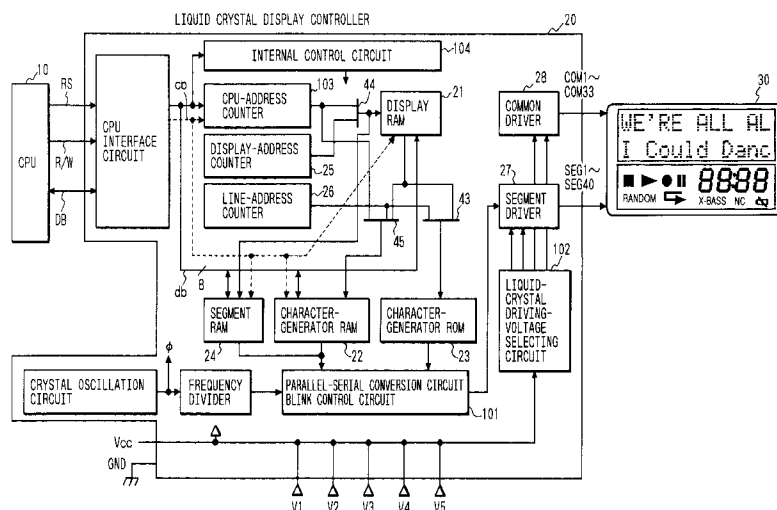 LIQUID CRYSTAL DISPLAY CONTROLLER
20
10
RS
R/W
DB
CPU
CPU INTERFACE CIRCUIT
INTERNAL CONTROL CIRCUIT
104
cb
103
CPU-ADDRESS COUNTER
44
21
DISPLAY RAM
DISPLAY-ADDRESS COUNTER
25
LINE-ADDRESS COUNTER
26
45
43
28
COMMON DRIVER
COM1~
COM33
27
SEGMENT DRIVER
SEG1~
SEG40
30
WE'RE ALL AL
I Could Danc
88:88
RANDOM
X-BASS
NC
102
LIQUID-CRYSTAL DRIVING-VOLTAGE SELECTING CIRCUIT
db
8
SEGMENT RAM
24
CHARACTER-GENERATOR RAM
22
CHARACTER-GENERATOR ROM
23
ϕ
CRYSTAL OSCILLATION CIRCUIT
FREQUENCY DIVIDER
PARALLEL-SERIAL CONVERSION CIRCUIT
BLINK CONTROL CIRCUIT
101
Vcc
GND
V1
V2
V3
V4
V5